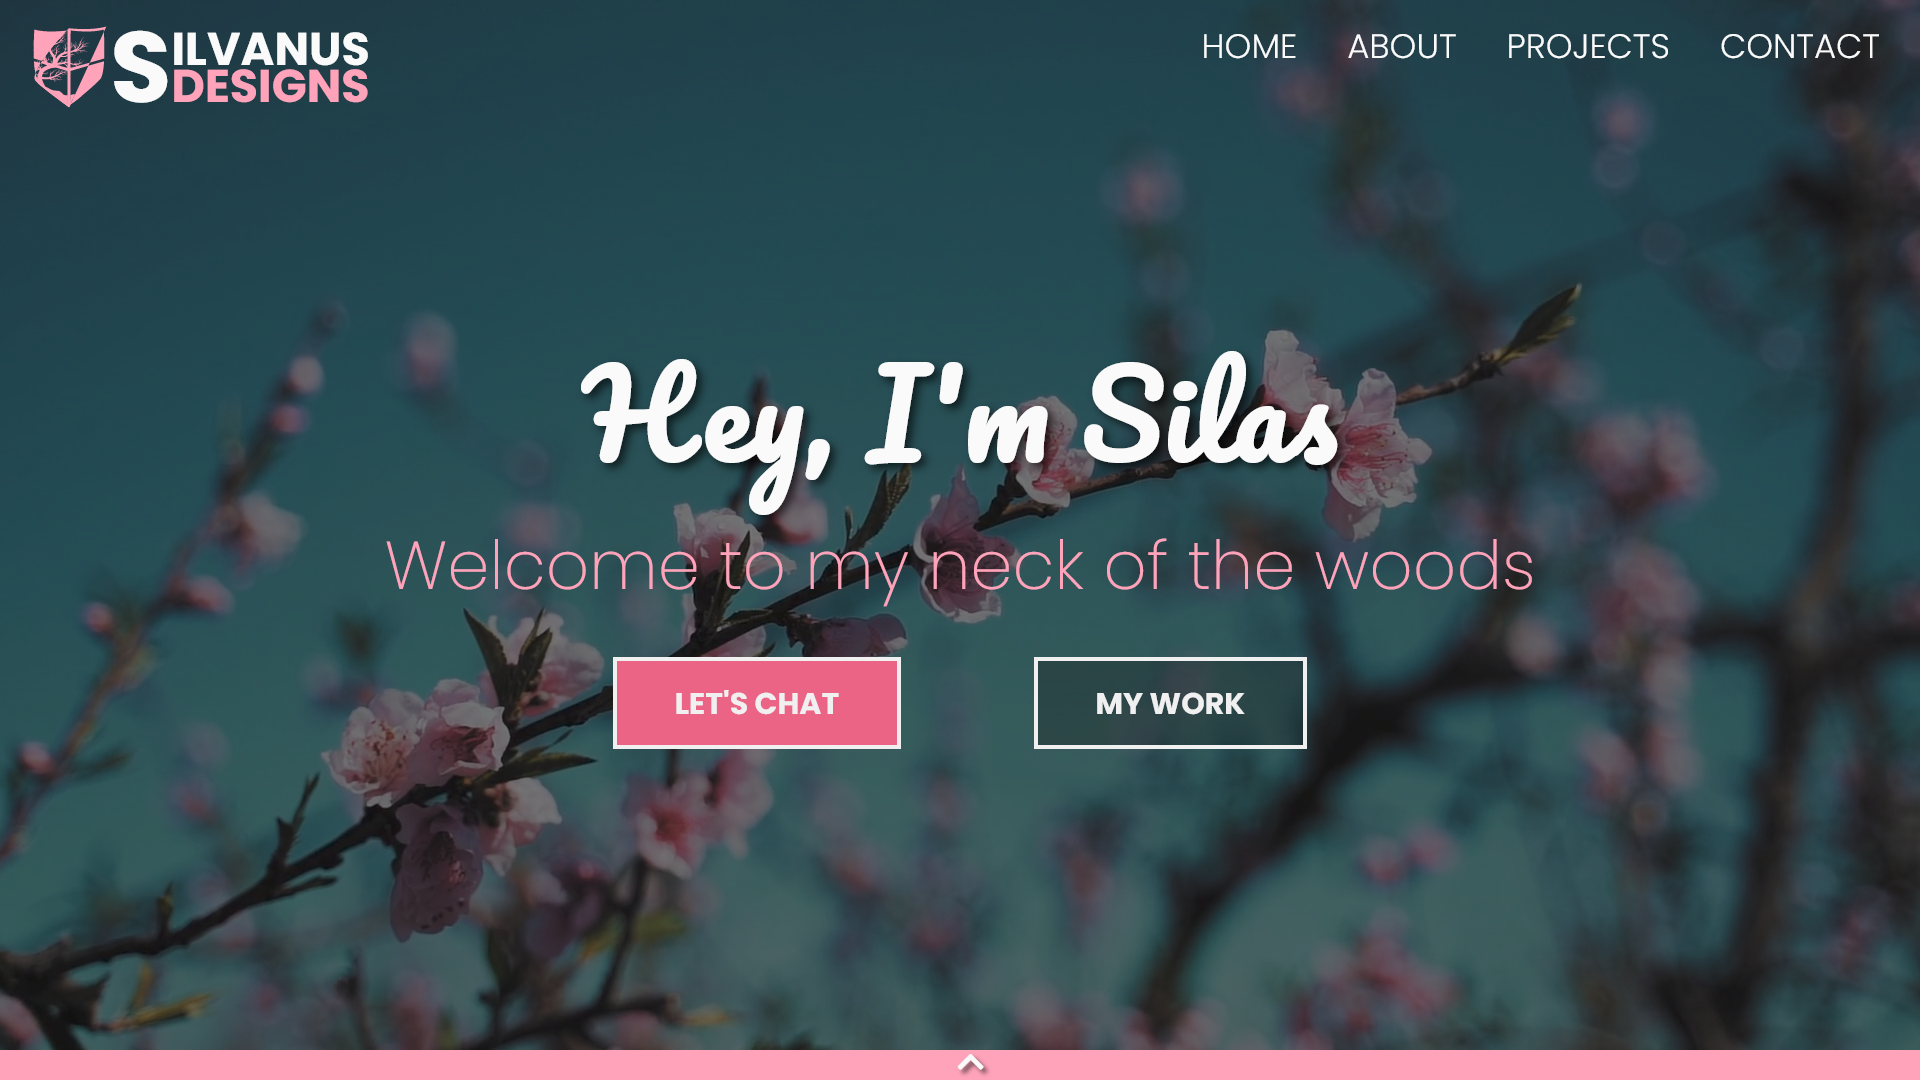 SILVANUS
DESIGNS
HOME ABOUT PROJECTS CONTACT
Hey, I'm Silas
Welcome to my neck of the woods
LET'S CHAT MY WORK